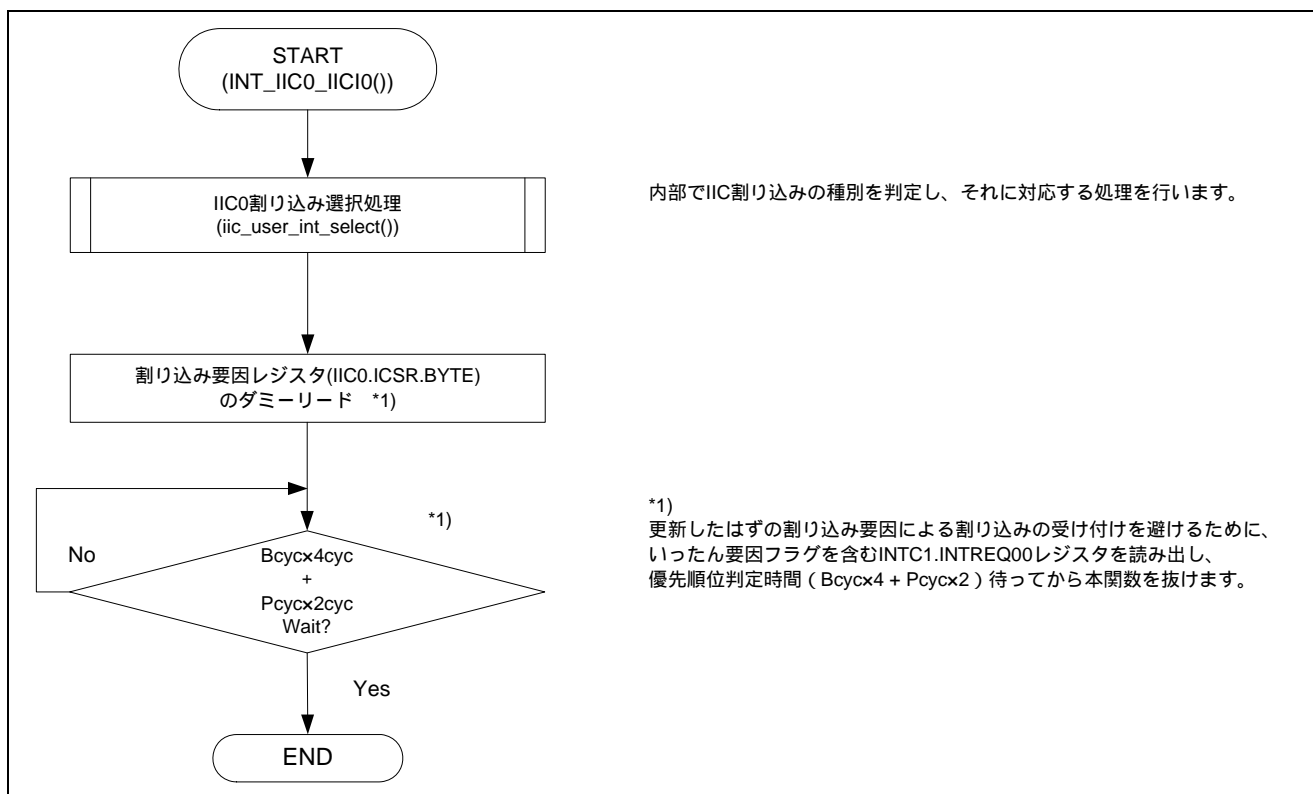 START
(INT_IIC0_IICI0())
IIC0割り込み選択処理
(iic_user_int_select())
内部でIIC割り込みの種別を判定し、それに対応する処理を行います。
割り込み要因レジスタ(IIC0.ICSR.BYTE)
のダミーリード *1)
*1)
No
Bcyc×4cyc
+
Pcyc×2cyc
Wait?
*1)
更新したはずの割り込み要因による割り込みの受け付けを避けるために、
いったん要因フラグを含むINTC1.INTREQ00レジスタを読み出し、
優先順位判定時間（Bcyc×4 + Pcyc×2）待ってから本関数を抜けます。
Yes
END